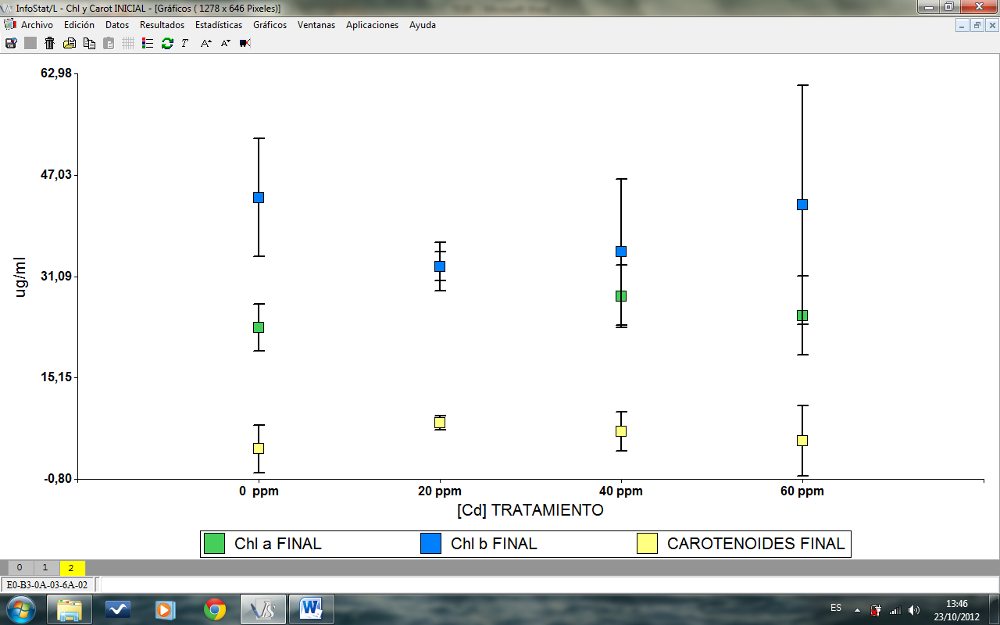 InfoStat/L - Chl y Carot INICIAL - [Gráficos ( 1278 x 646 Pixeles)]
Archivo Edición Datos Resultados Estadísticas Gráficos Ventanas Aplicaciones Ayuda
62,98
47,03
31,09
15,15
-0,80
ug/ml
0 ppm 20 ppm 40 ppm 60 ppm
[Cd] TRATAMIENTO
Chl a FINAL Chl b FINAL CAROTENOIDES FINAL
0 1 2
E0-B3-0A-03-6A-02
ES
13:46
23/10/2012